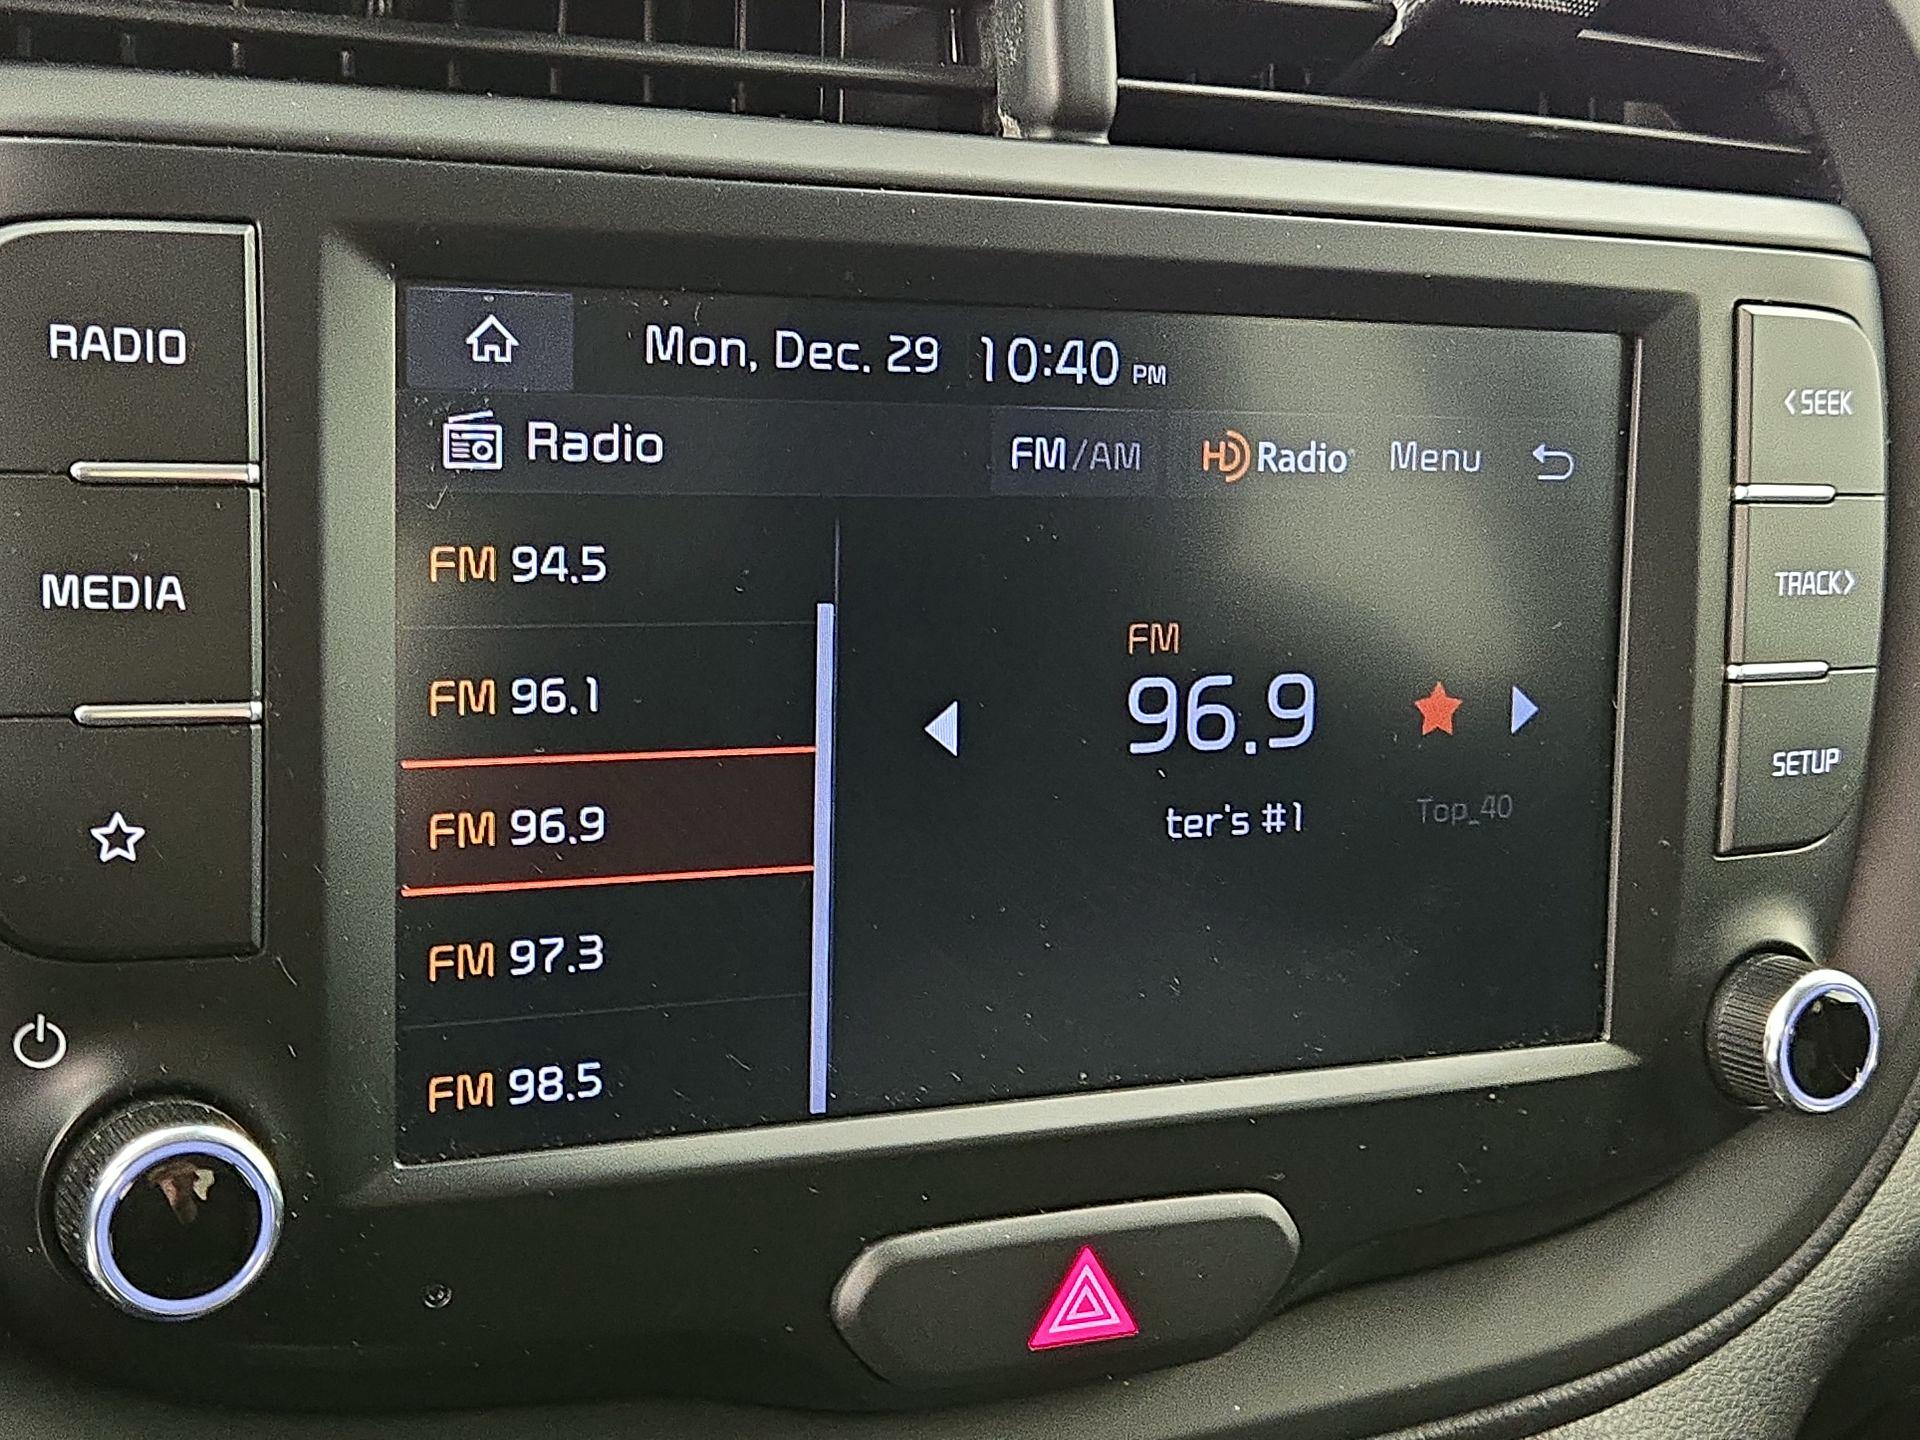 RADIO
MEDIA
Mon, Dec. 29 10:40 PM
Radio
FM/AM HD Radio Menu
FM 94.5
FM 96.1
FM 96.9
FM 97.3
FM 98.5
FM
96.9
ter's #1
Top_40
<SEEK
TRACK>
SETUP